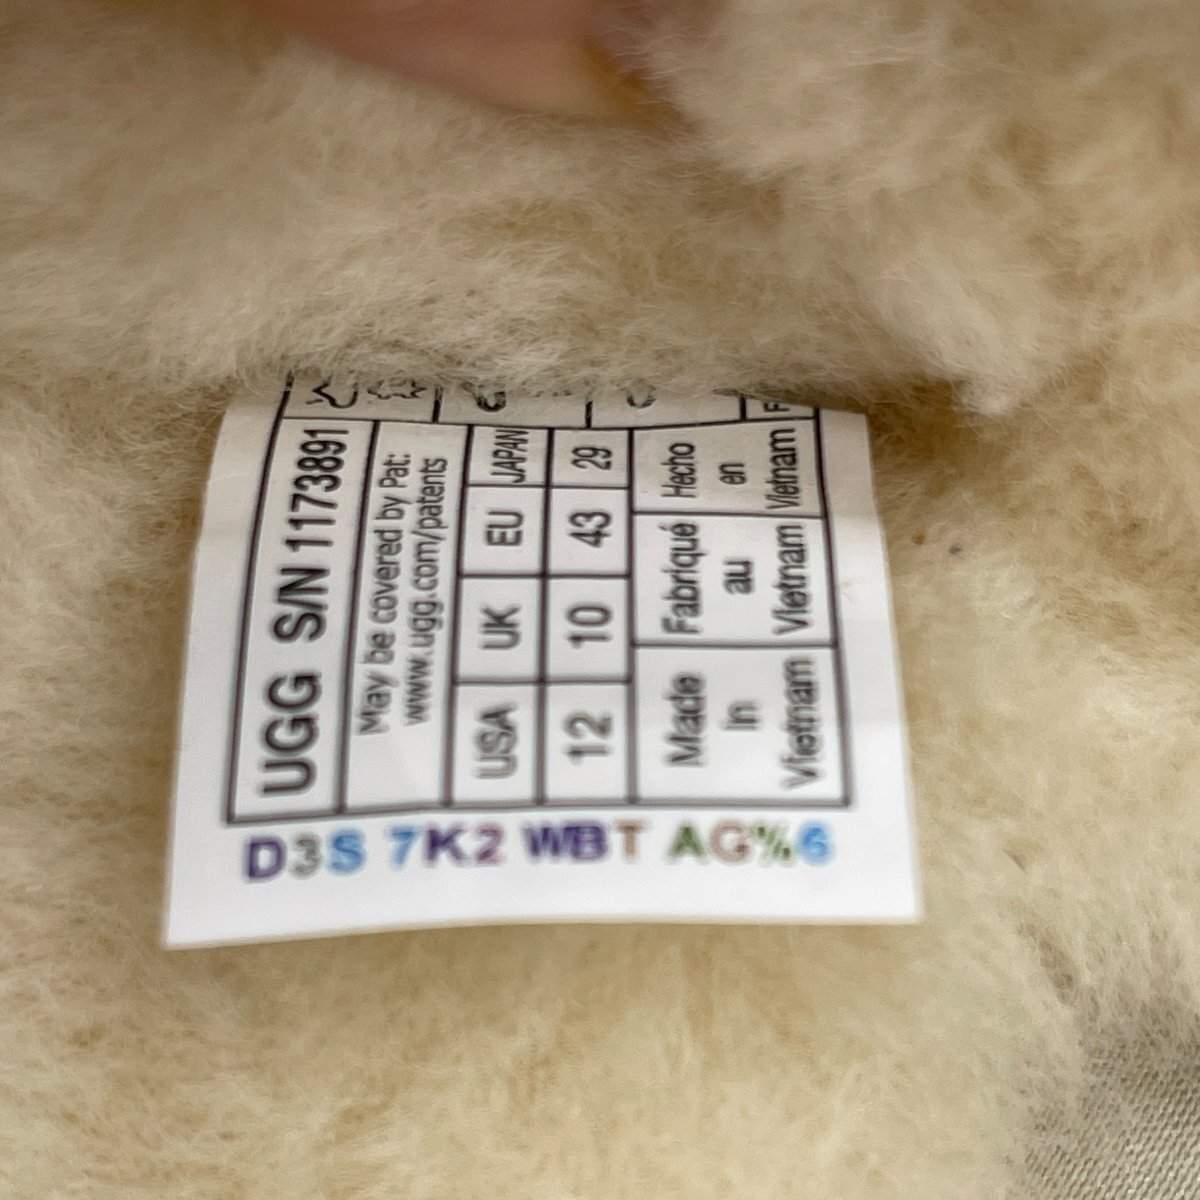 UGG S/N 1173891
May be covered by Pat:
www.ugg.com/patents
USA UK EU JAPAN
12 10 43 29
Made in Vietnam
Fabriqué au Vietnam
Hecho en Vietnam
D3S 7K2 WBT AG%6